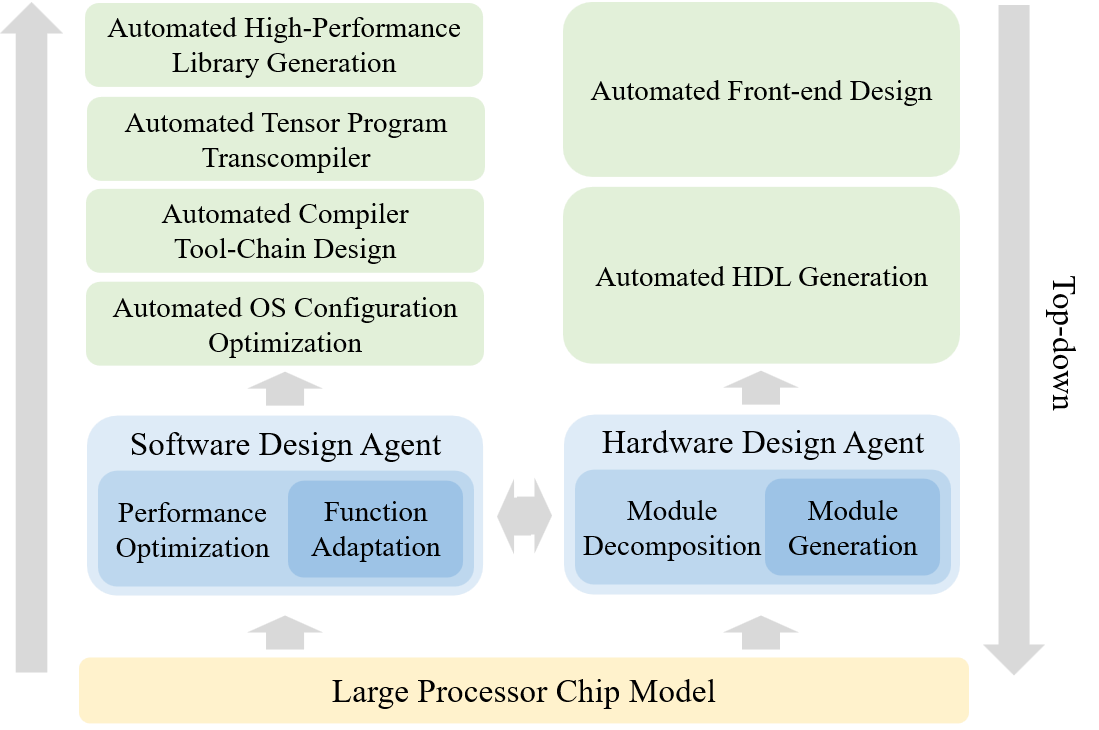 Automated High-Performance
Library Generation
Automated Tensor Program
Transcompiler
Automated Compiler
Tool-Chain Design
Automated OS Configuration
Optimization
Automated Front-end Design
Automated HDL Generation
Top-down
Software Design Agent
Performance
Optimization
Function
Adaptation
Hardware Design Agent
Module
Decomposition
Module
Generation
Large Processor Chip Model